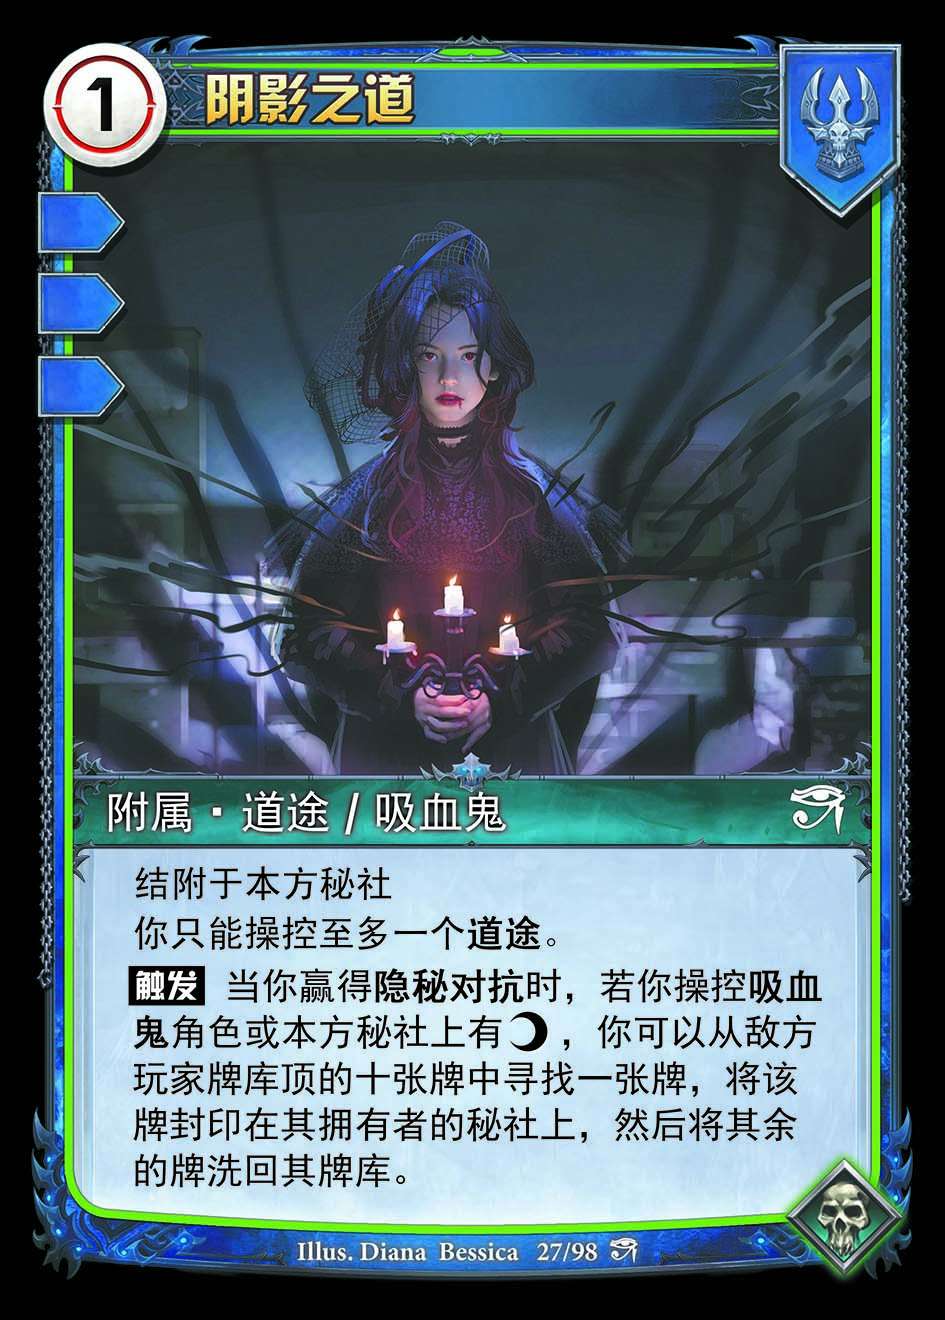 1
阴影之道
附属·道途 / 吸血鬼
结附于本方秘社
你只能操控至多一个道途。
触发 当你赢得隐秘对抗时，若你操控吸血
鬼角色或本方秘社上有，你可以从敌方
玩家牌库顶的十张牌中寻找一张牌，将该
牌封印在其拥有者的秘社上，然后将其余
的牌洗回其牌库。
Illus. Diana Bessica 27/98